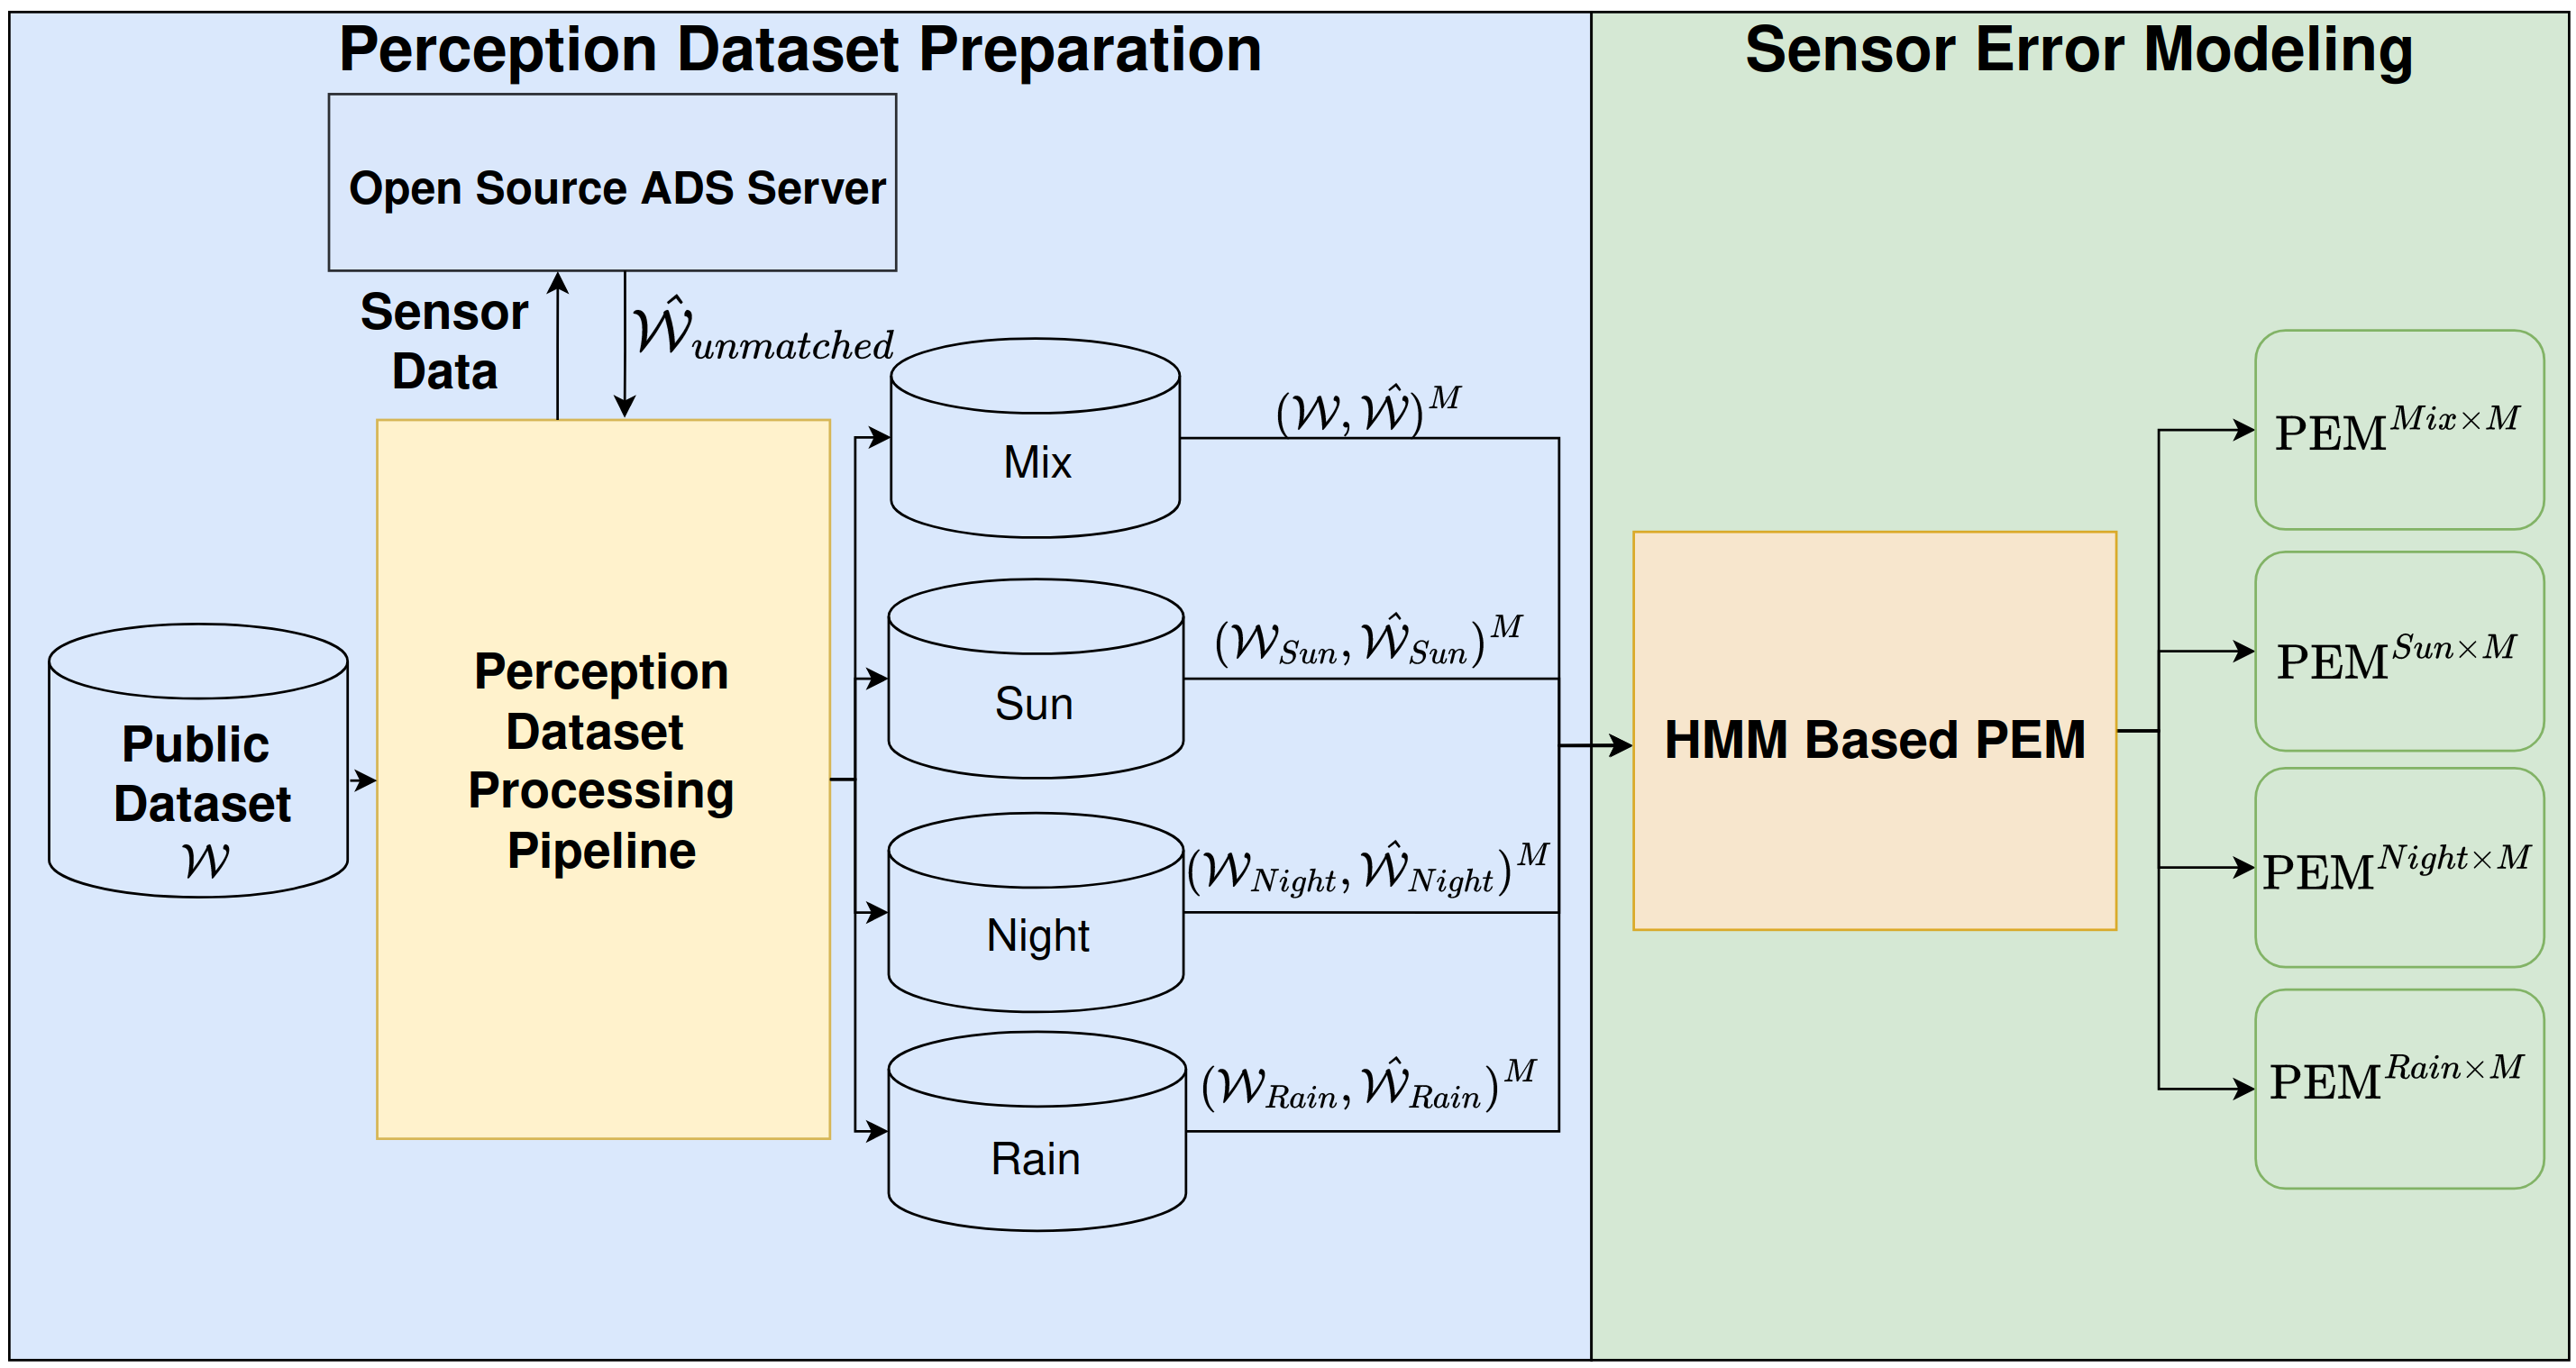 Perception Dataset Preparation
Sensor Error Modeling
Open Source ADS Server
Sensor
Data
$\hat{\mathcal{W}}_{unmatched}$
Public
Dataset
$\mathcal{W}$
Perception
Dataset
Processing
Pipeline
Mix
Sun
Night
Rain
$(\mathcal{W}, \hat{\mathcal{W}})^{M}$
$(\mathcal{W}_{Sun}, \hat{\mathcal{W}}_{Sun})^{M}$
$(\mathcal{W}_{Night}, \hat{\mathcal{W}}_{Night})^{M}$
$(\mathcal{W}_{Rain}, \hat{\mathcal{W}}_{Rain})^{M}$
HMM Based PEM
$\mathrm{PEM}^{Mix \times M}$
$\mathrm{PEM}^{Sun \times M}$
$\mathrm{PEM}^{Night \times M}$
$\mathrm{PEM}^{Rain \times M}$